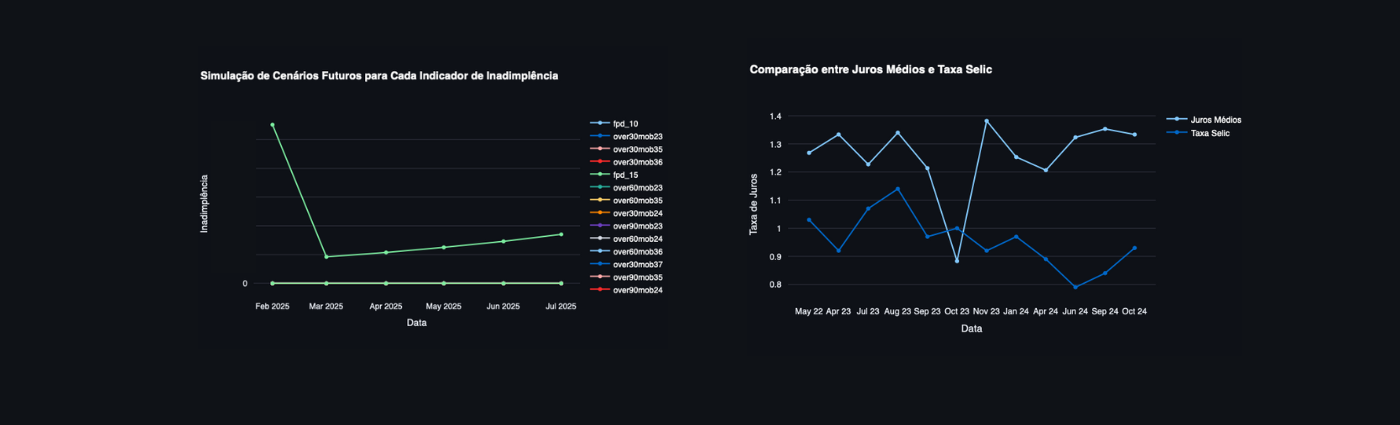 Simulação de Cenários Futuros para Cada Indicador de Inadimplência
Inadimplência
0
Feb 2025 Mar 2025 Apr 2025 May 2025 Jun 2025 Jul 2025
Data
fpd_10
over30mob23
over30mob35
over30mob36
fpd_15
over60mob23
over60mob35
over30mob24
over90mob23
over60mob24
over60mob36
over30mob37
over90mob35
over90mob24
Comparação entre Juros Médios e Taxa Selic
Taxa de Juros
1.4
1.3
1.2
1.1
1
0.9
0.8
May 22 Apr 23 Jul 23 Aug 23 Sep 23 Oct 23 Nov 23 Jan 24 Apr 24 Jun 24 Sep 24 Oct 24
Data
Juros Médios
Taxa Selic